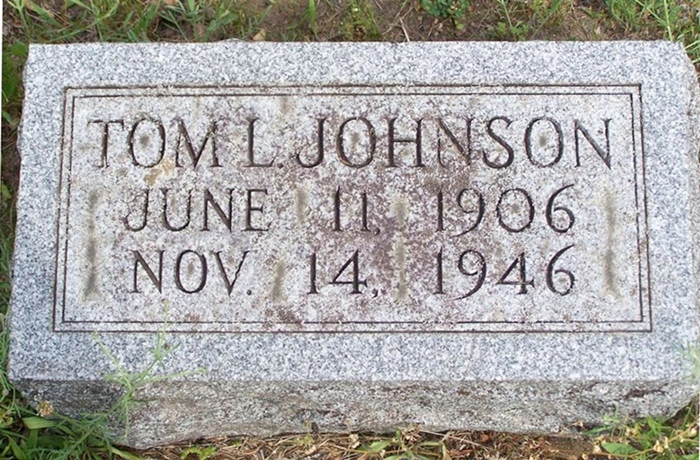 TOM L. JOHNSON
JUNE 11, 1906
NOV. 14, 1946